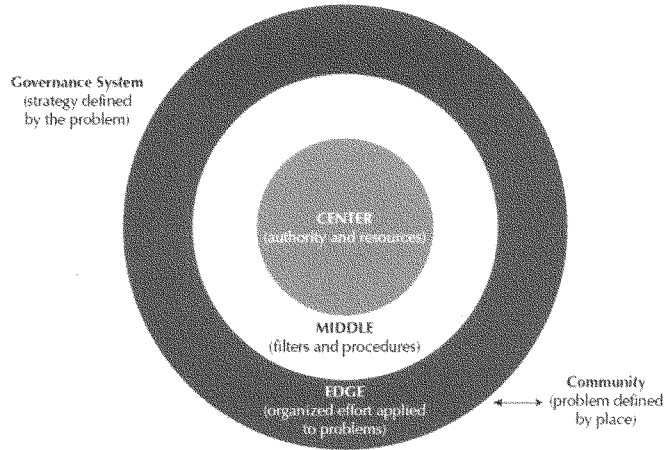 Governance System
(strategy defined
by the problem)
CENTER
(authority and resources)
MIDDLE
(filters and procedures)
EDGE
(organized effort applied
to problems)
Community
(problem defined
by place)